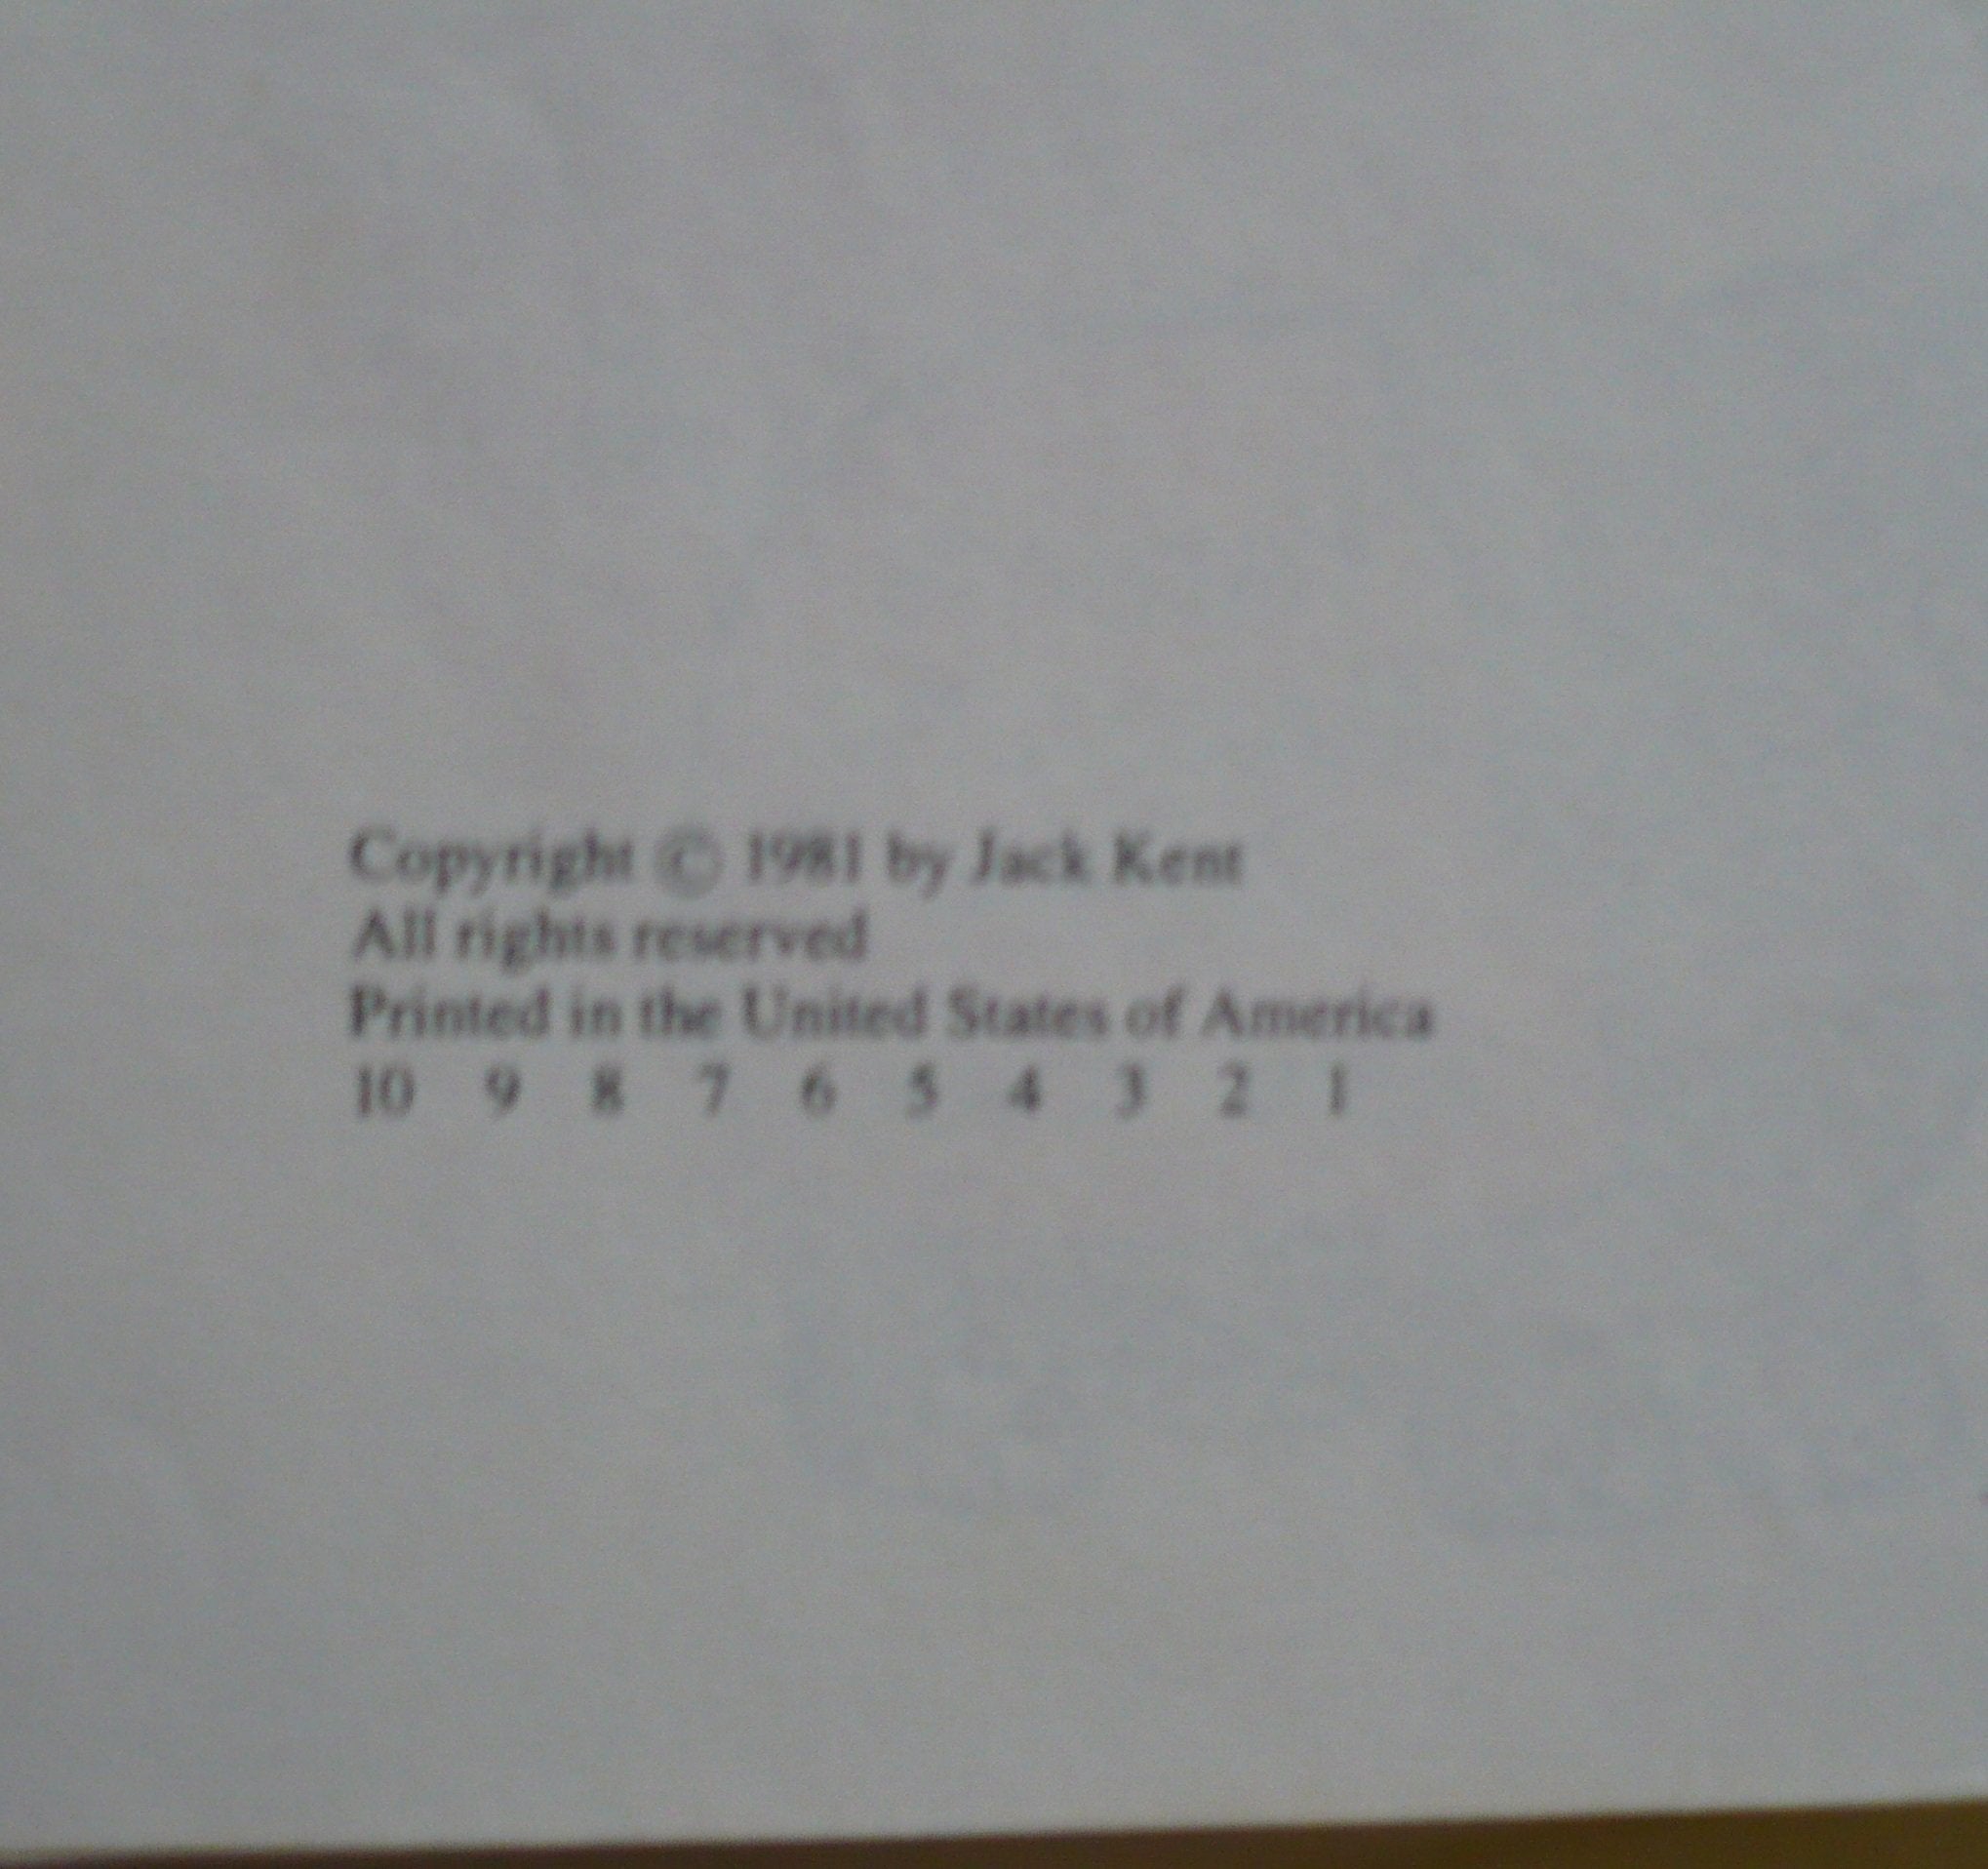 Copyright © 1981 by Jack Kent
All rights reserved
Printed in the United States of America
10 9 8 7 6 5 4 3 2 1